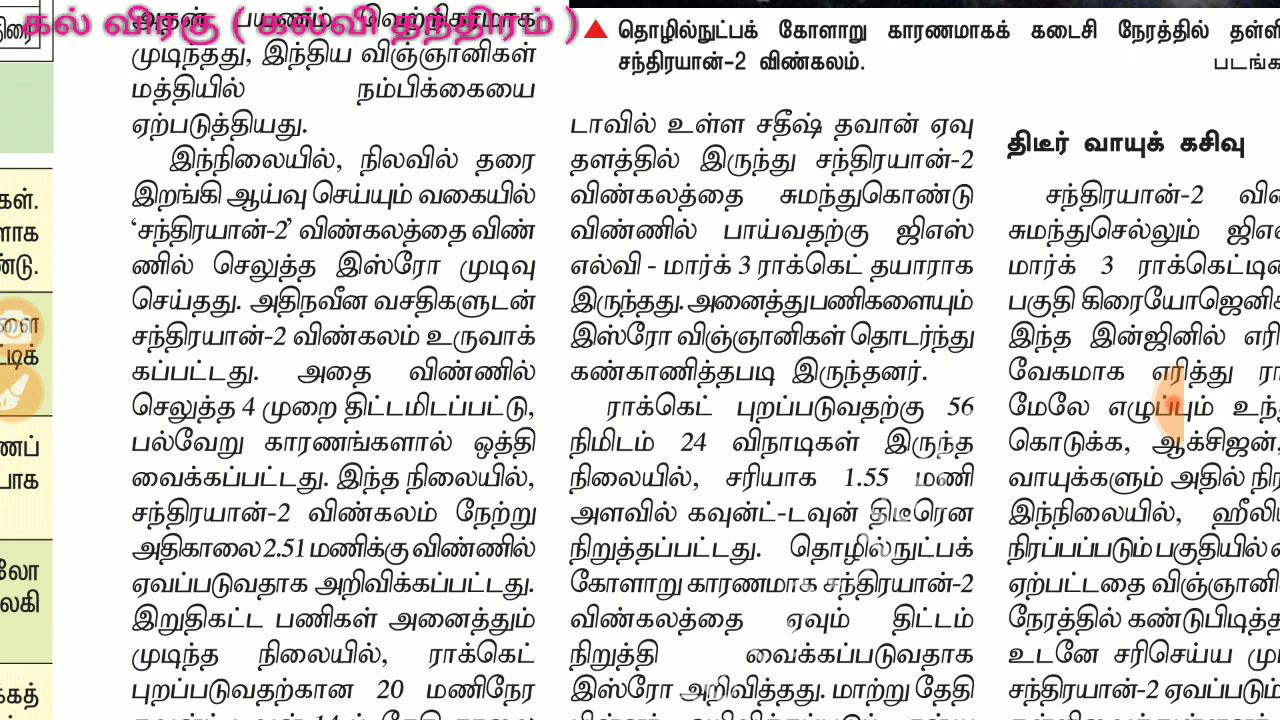 கல் விரகு ( கல்வி தந்திரம் )
முடிந்தது, இந்திய விஞ்ஞானிகள்
மத்தியில் நம்பிக்கையை
ஏற்படுத்தியது.
இந்நிலையில், நிலவில் தரை
இறங்கி ஆய்வு செய்யும் வகையில்
‘சந்திரயான்-2’ விண்கலத்தை விண்
ணில் செலுத்த இஸ்ரோ முடிவு
செய்தது. அதிநவீன வசதிகளுடன்
சந்திரயான்-2 விண்கலம் உருவாக்
கப்பட்டது. அதை விண்ணில்
செலுத்த 4 முறை திட்டமிடப்பட்டு,
பல்வேறு காரணங்களால் ஒத்தி
வைக்கப்பட்டது. இந்த நிலையில்,
சந்திரயான்-2 விண்கலம் நேற்று
அதிகாலை 2.51 மணிக்கு விண்ணில்
ஏவப்படுவதாக அறிவிக்கப்பட்டது.
இறுதிகட்ட பணிகள் அனைத்தும்
முடிந்த நிலையில், ராக்கெட்
புறப்படுவதற்கான 20 மணிநேர
தொழில்நுட்பக் கோளாறு காரணமாகக் கடைசி நேரத்தில் தள்ளி
சந்திரயான்-2 விண்கலம். படங்க
டாவில் உள்ள சதீஷ் தவான் ஏவு
தளத்தில் இருந்து சந்திரயான்-2
விண்கலத்தை சுமந்துகொண்டு
விண்ணில் பாய்வதற்கு ஜிஎஸ்
எல்வி - மார்க் 3 ராக்கெட் தயாராக
இருந்தது. அனைத்து பணிகளையும்
இஸ்ரோ விஞ்ஞானிகள் தொடர்ந்து
கண்காணித்தபடி இருந்தனர்.
ராக்கெட் புறப்படுவதற்கு 56
நிமிடம் 24 விநாடிகள் இருந்த
நிலையில், சரியாக 1.55 மணி
அளவில் கவுன்ட்-டவுன் திடீரென
நிறுத்தப்பட்டது. தொழில்நுட்பக்
கோளாறு காரணமாக சந்திரயான்-2
விண்கலத்தை ஏவும் திட்டம்
நிறுத்தி வைக்கப்படுவதாக
இஸ்ரோ அறிவித்தது. மாற்று தேதி
திடீர் வாயுக் கசிவு
சந்திரயான்-2 வி
சுமந்துசெல்லும் ஜிஎ
மார்க் 3 ராக்கெட்டி
பகுதி கிரையோஜெனி
இந்த இன்ஜினில் எரி
வேகமாக எரித்து ரா
மேலே எழுப்பும் உந்
கொடுக்க, ஆக்சிஜன்,
வாயுக்களும் அதில் நிர
இந்நிலையில், ஹீலி
நிரப்பப்படும் பகுதியில்
ஏற்பட்டதை விஞ்ஞானி
நேரத்தில் கண்டுபிடித்த
உடனே சரிசெய்ய மு
சந்திரயான்-2 ஏவப்படும்